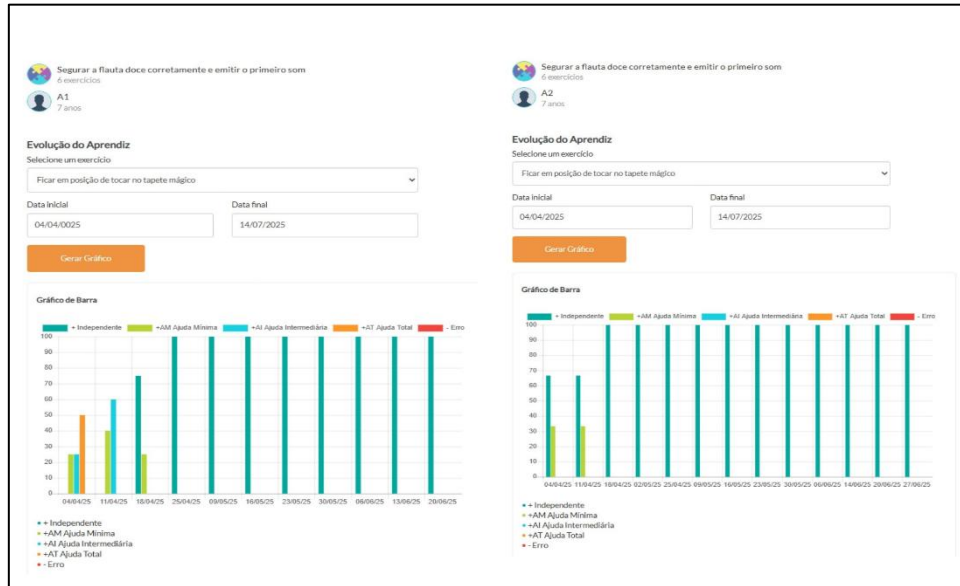 Segurar a flauta doce corretamente e emitir o primeiro som
6 exercícios
A1
7 anos
Evolução do Aprendiz
Selecione um exercício
Ficar em posição de tocar no tapete mágico
Data inicial Data final
04/04/0025 14/07/2025
Gerar Gráfico
Gráfico de Barra
+ Independente +AM Ajuda Mínima +AI Ajuda Intermediária +AT Ajuda Total - Erro
100
90
80
70
60
50
40
30
20
10
0
04/04/25 11/04/25 18/04/25 25/04/25 09/05/25 16/05/25 23/05/25 30/05/25 06/06/25 13/06/25 20/06/25
+ Independente
+AM Ajuda Mínima
+AI Ajuda Intermediária
+AT Ajuda Total
- Erro
Segurar a flauta doce corretamente e emitir o primeiro som
6 exercícios
A2
7 anos
Evolução do Aprendiz
Selecione um exercício
Ficar em posição de tocar no tapete mágico
Data inicial Data final
04/04/2025 14/07/2025
Gerar Gráfico
Gráfico de Barra
+ Independente +AM Ajuda Mínima +AI Ajuda Intermediária +AT Ajuda Total - Erro
100
90
80
70
60
50
40
30
20
10
0
04/04/25 11/04/25 18/04/25 02/05/25 25/04/25 09/05/25 16/05/25 23/05/25 30/05/25 06/06/25 14/06/25 20/06/25 27/06/25
+ Independente
+AM Ajuda Mínima
+AI Ajuda Intermediária
+AT Ajuda Total
- Erro